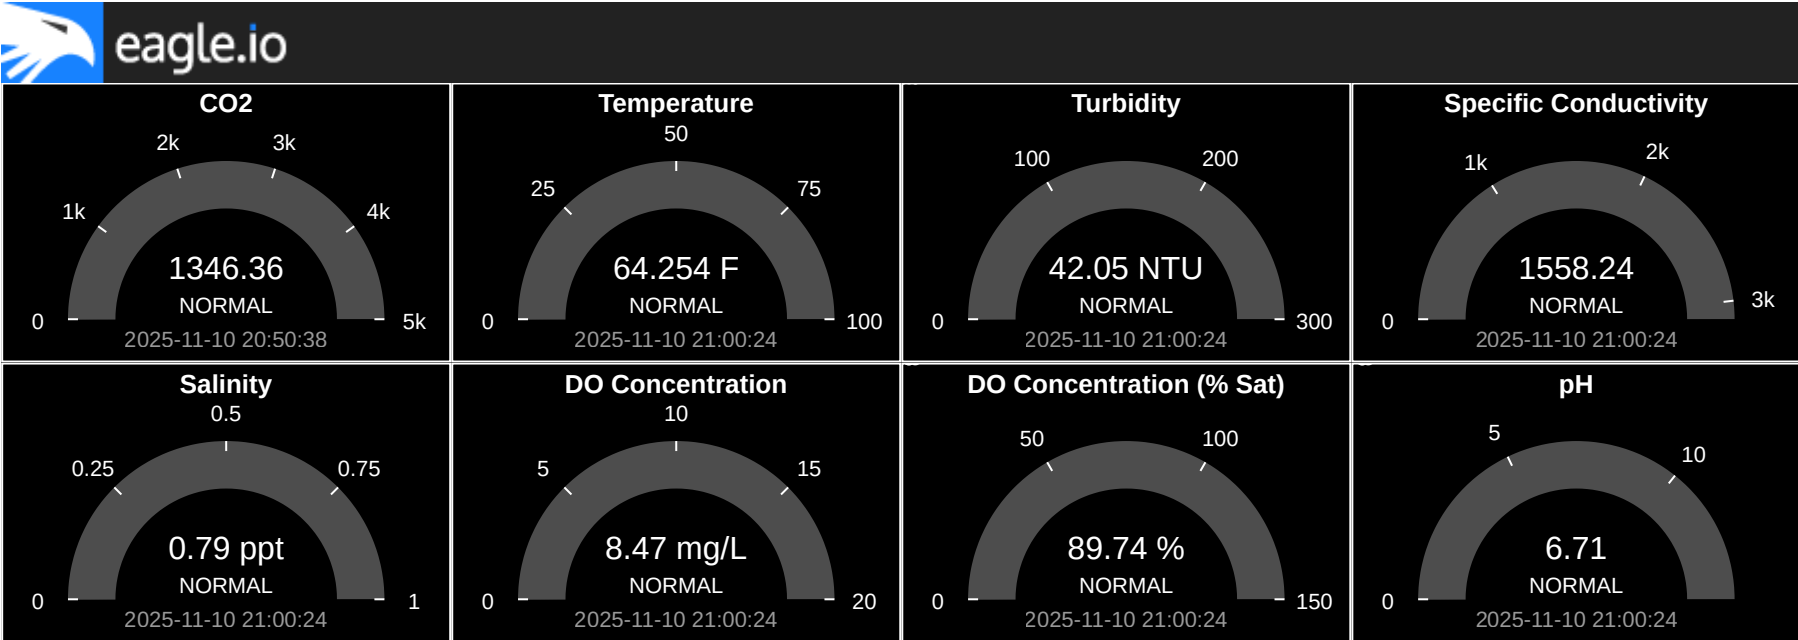 eagle.io
CO2
2k
3k
1k
4k
1346.36
NORMAL
0
5k
2025-11-10 20:50:38
Temperature
50
25
75
64.254 F
NORMAL
0
100
2025-11-10 21:00:24
Turbidity
100
200
42.05 NTU
NORMAL
0
300
2025-11-10 21:00:24
Specific Conductivity
1k
2k
1558.24
3k
NORMAL
0
2025-11-10 21:00:24
Salinity
0.5
0.25
0.75
0.79 ppt
NORMAL
0
1
2025-11-10 21:00:24
DO Concentration
10
5
15
8.47 mg/L
NORMAL
0
20
2025-11-10 21:00:24
DO Concentration (% Sat)
50
100
89.74 %
NORMAL
0
150
2025-11-10 21:00:24
pH
5
10
6.71
NORMAL
0
2025-11-10 21:00:24